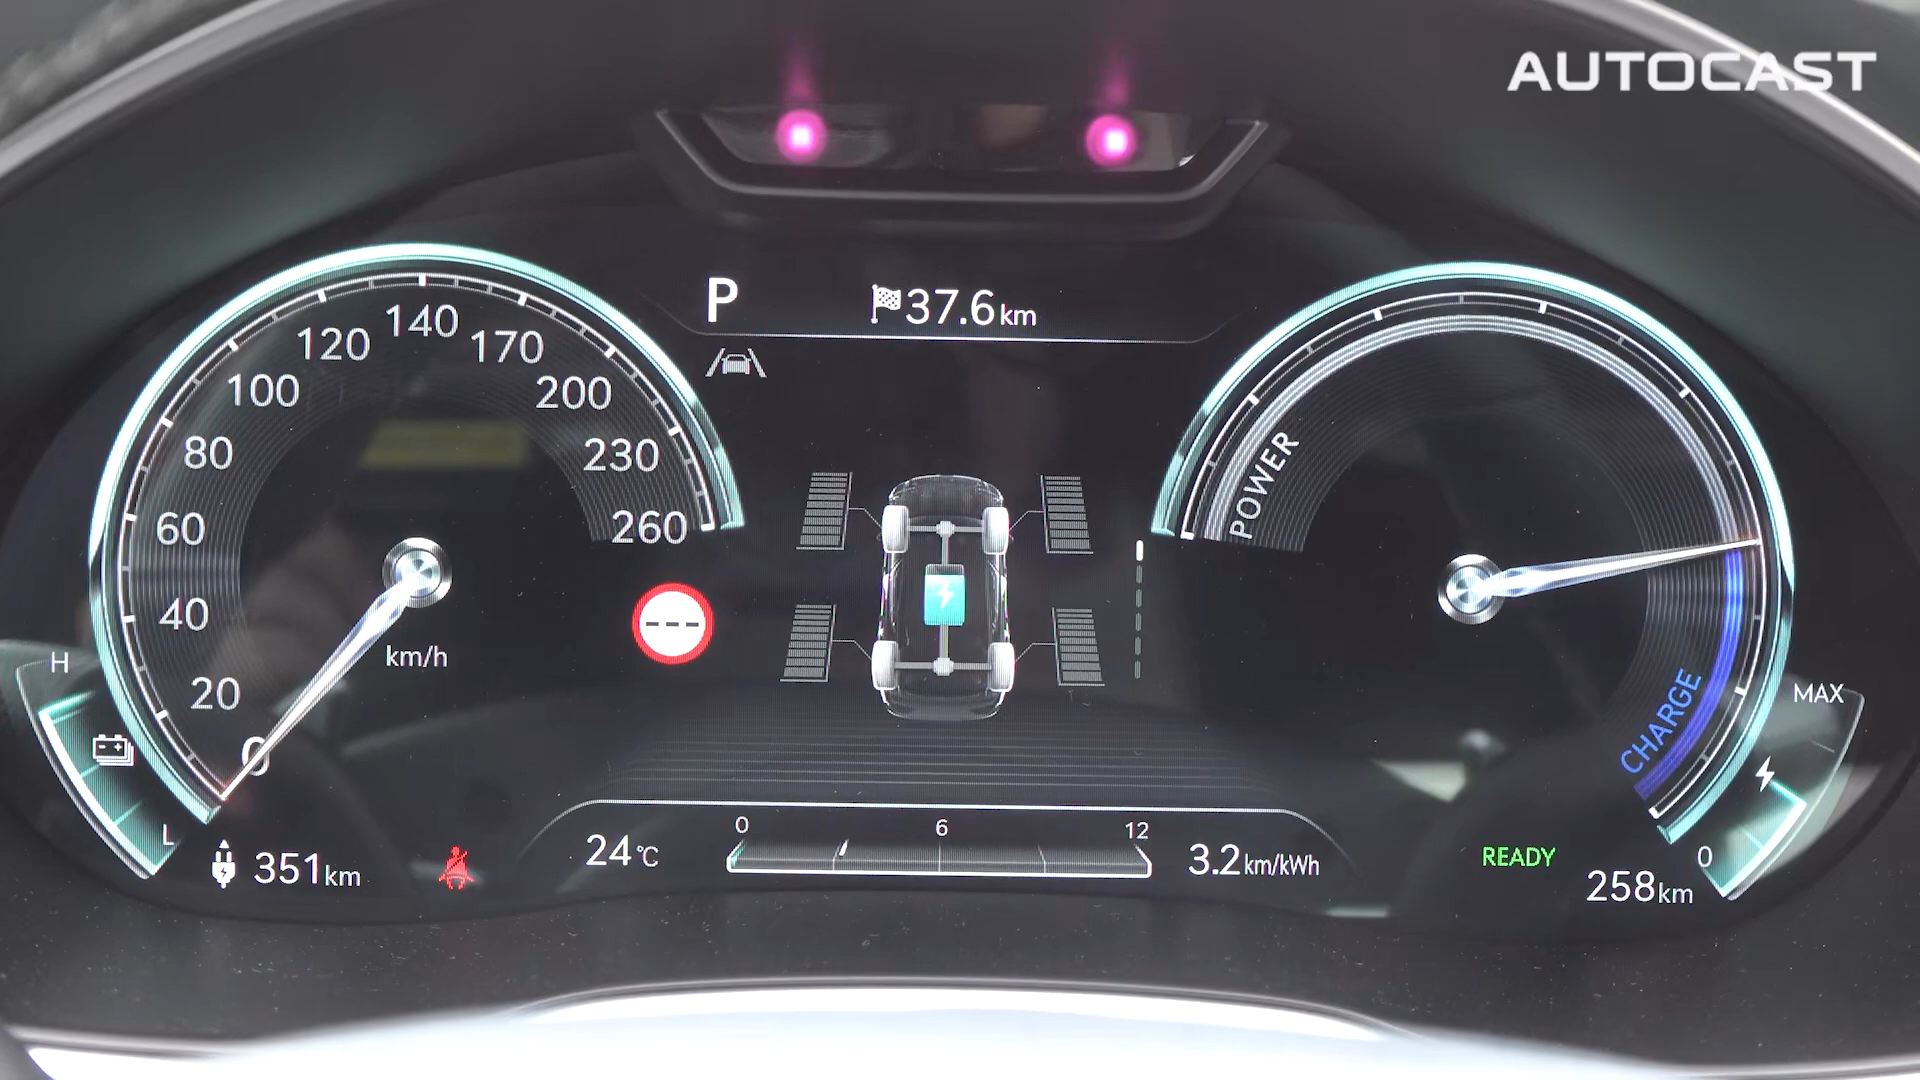 AUTOCAST
P
37.6km
0
20
40
60
80
100
120
140
170
200
230
260
km/h
---
POWER
CHARGE
H
L
351km
24℃
0 6 12
3.2km/kWh
READY
MAX
0
258km